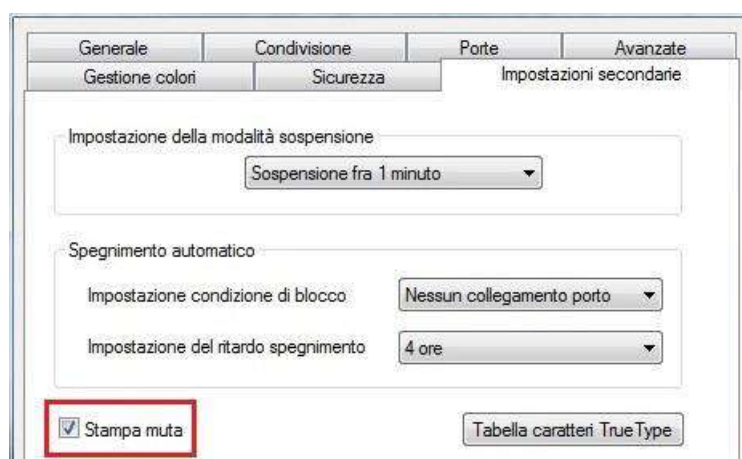 Generale Condivisione Porte Avanzate
Gestione colori Sicurezza Impostazioni secondarie
Impostazione della modalità sospensione
Sospensione fra 1 minuto
Spegnimento automatico
Impostazione condizione di blocco Nessun collegamento porto
Impostazione del ritardo spegnimento 4 ore
Stampa muta Tabella caratteri TrueType